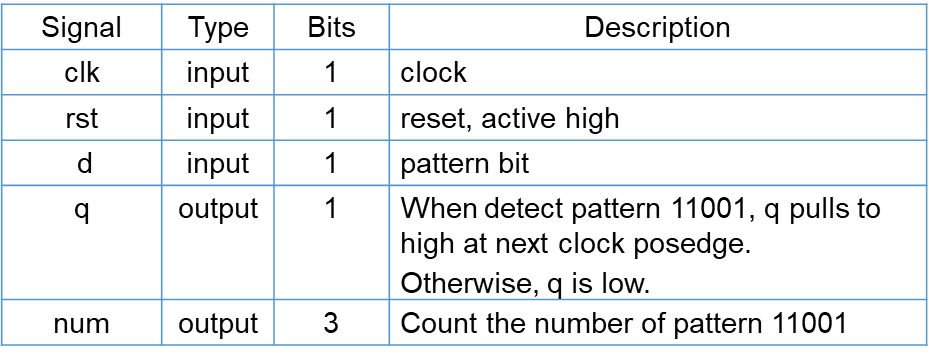 Signal Type Bits Description
clk input 1 clock
rst input 1 reset, active high
d input 1 pattern bit
q output 1 When detect pattern 11001, q pulls to
high at next clock posedge.
Otherwise, q is low.
num output 3 Count the number of pattern 11001